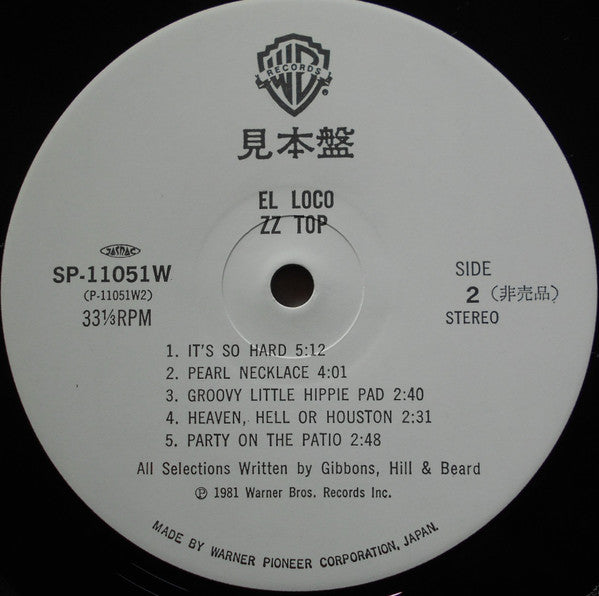 WB
RECORDS
®
見本盤
EL LOCO
ZZ TOP
JASRAC
SP-11051W
(P-11051W2)
33⅓RPM
SIDE
2 (非売品)
STEREO
1. IT'S SO HARD 5:12
2. PEARL NECKLACE 4:01
3. GROOVY LITTLE HIPPIE PAD 2:40
4. HEAVEN, HELL OR HOUSTON 2:31
5. PARTY ON THE PATIO 2:48
All Selections Written by Gibbons, Hill & Beard
℗ 1981 Warner Bros. Records Inc.
MADE BY WARNER PIONEER CORPORATION, JAPAN.